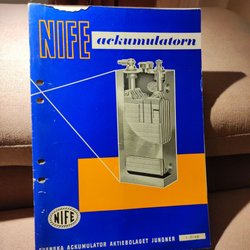 NIFE
ackumulatorn
NIFE
SVENSKA ACKUMULATOR AKTIEBOLAGET JUNGNER